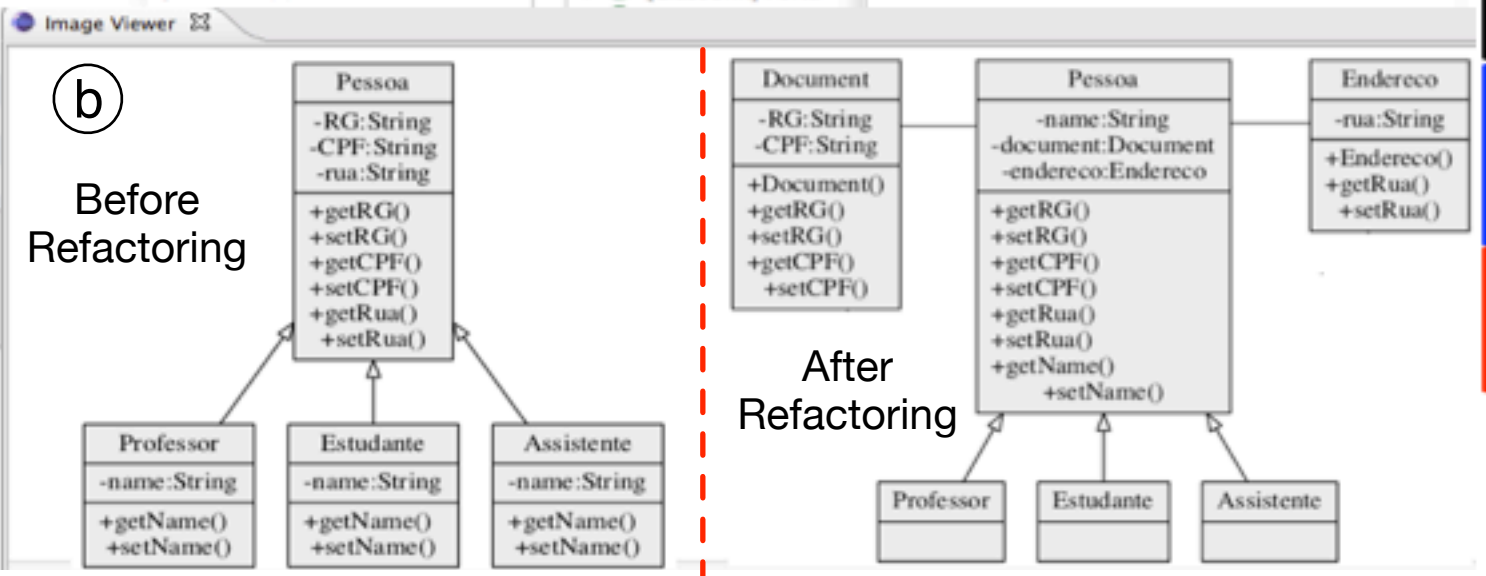 Image Viewer
b
Before
Refactoring
Pessoa
-RG:String
-CPF:String
-rua:String
+getRG()
+setRG()
+getCPF()
+setCPF()
+getRua()
+setRua()
Professor
-name:String
+getName()
+setName()
Estudante
-name:String
+getName()
+setName()
Assistente
-name:String
+getName()
+setName()
After
Refactoring
Document
-RG:String
-CPF:String
+Document()
+getRG()
+setRG()
+getCPF()
+setCPF()
Pessoa
-name:String
-document:Document
-endereco:Endereco
+getRG()
+setRG()
+getCPF()
+setCPF()
+getRua()
+setRua()
+getName()
+setName()
Endereco
-rua:String
+Endereco()
+getRua()
+setRua()
Professor
Estudante
Assistente